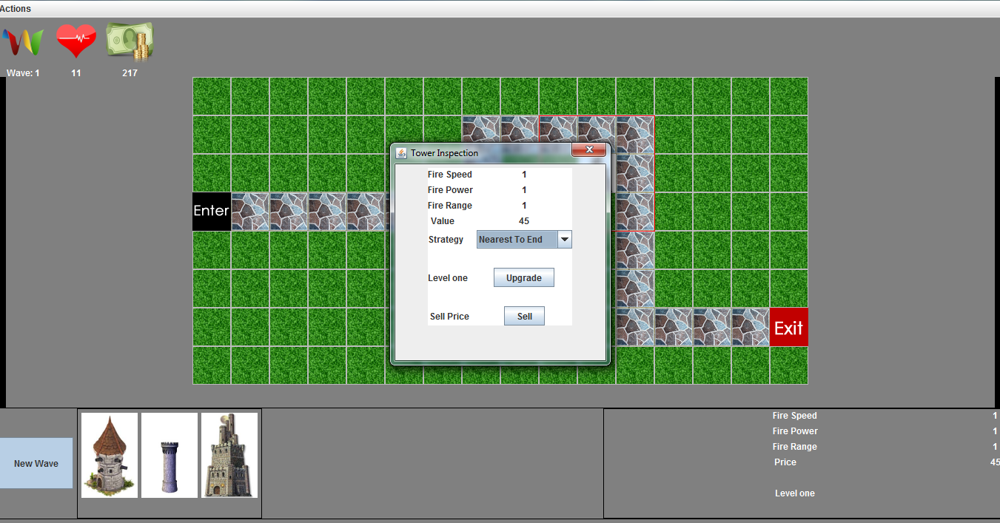 Actions
Wave: 1 11 217
Enter
Exit
Tower Inspection
Fire Speed 1
Fire Power 1
Fire Range 1
Value 45
Strategy Nearest To End
Level one Upgrade
Sell Price Sell
New Wave
Fire Speed 1
Fire Power 1
Fire Range 1
Price 45
Level one